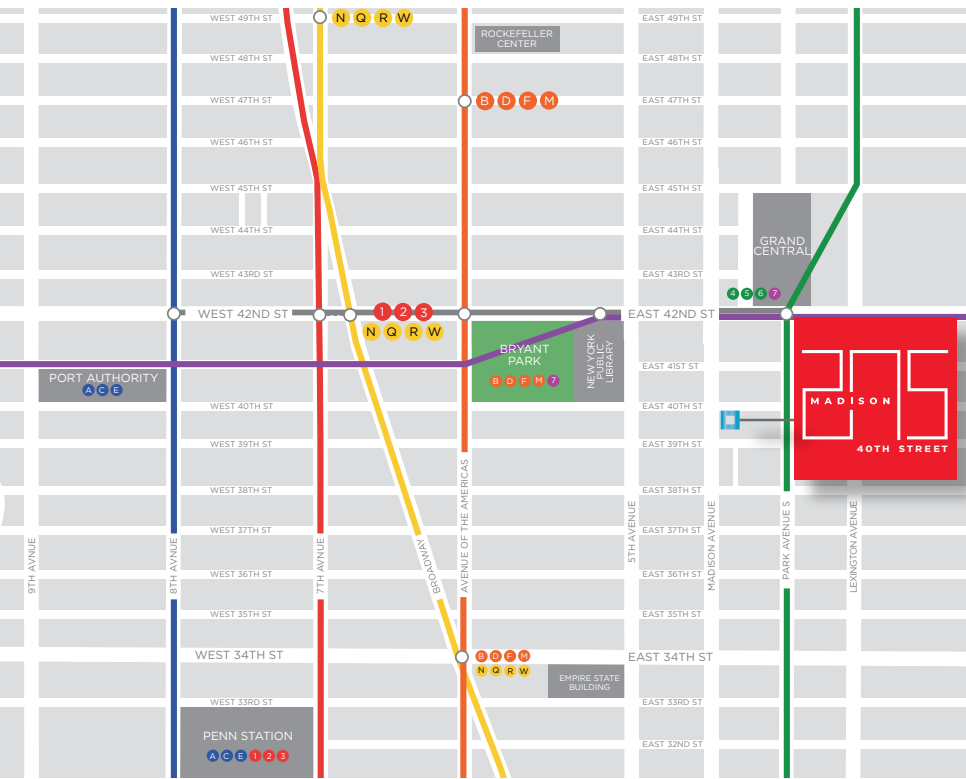 WEST 49TH ST
N Q R W
EAST 49TH ST
ROCKEFELLER
CENTER
WEST 48TH ST
EAST 48TH ST
WEST 47TH ST
B D F M
EAST 47TH ST
WEST 46TH ST
EAST 46TH ST
WEST 45TH ST
EAST 45TH ST
WEST 44TH ST
EAST 44TH ST
GRAND
CENTRAL
WEST 43RD ST
EAST 43RD ST
4 5 6 7
WEST 42ND ST
1 2 3
EAST 42ND ST
N Q R W
BRYANT
PARK
B D F M 7
NEW YORK
PUBLIC
LIBRARY
EAST 41ST ST
PORT AUTHORITY
A C E
275
MADISON
40TH STREET
WEST 40TH ST
EAST 40TH ST
WEST 39TH ST
EAST 39TH ST
WEST 38TH ST
EAST 38TH ST
WEST 37TH ST
EAST 37TH ST
9TH AVNUE
8TH AVNUE
7TH AVNUE
BROADWAY
AVENUE OF THE AMERICAS
5TH AVENUE
MADISON AVENUE
PARK AVENUE S
LEXINGTON AVENUE
WEST 36TH ST
EAST 36TH ST
WEST 35TH ST
EAST 35TH ST
WEST 34TH ST
B D F M
EAST 34TH ST
N Q R W
EMPIRE STATE
BUILDING
WEST 33RD ST
EAST 33RD ST
PENN STATION
A C E 1 2 3
EAST 32ND ST